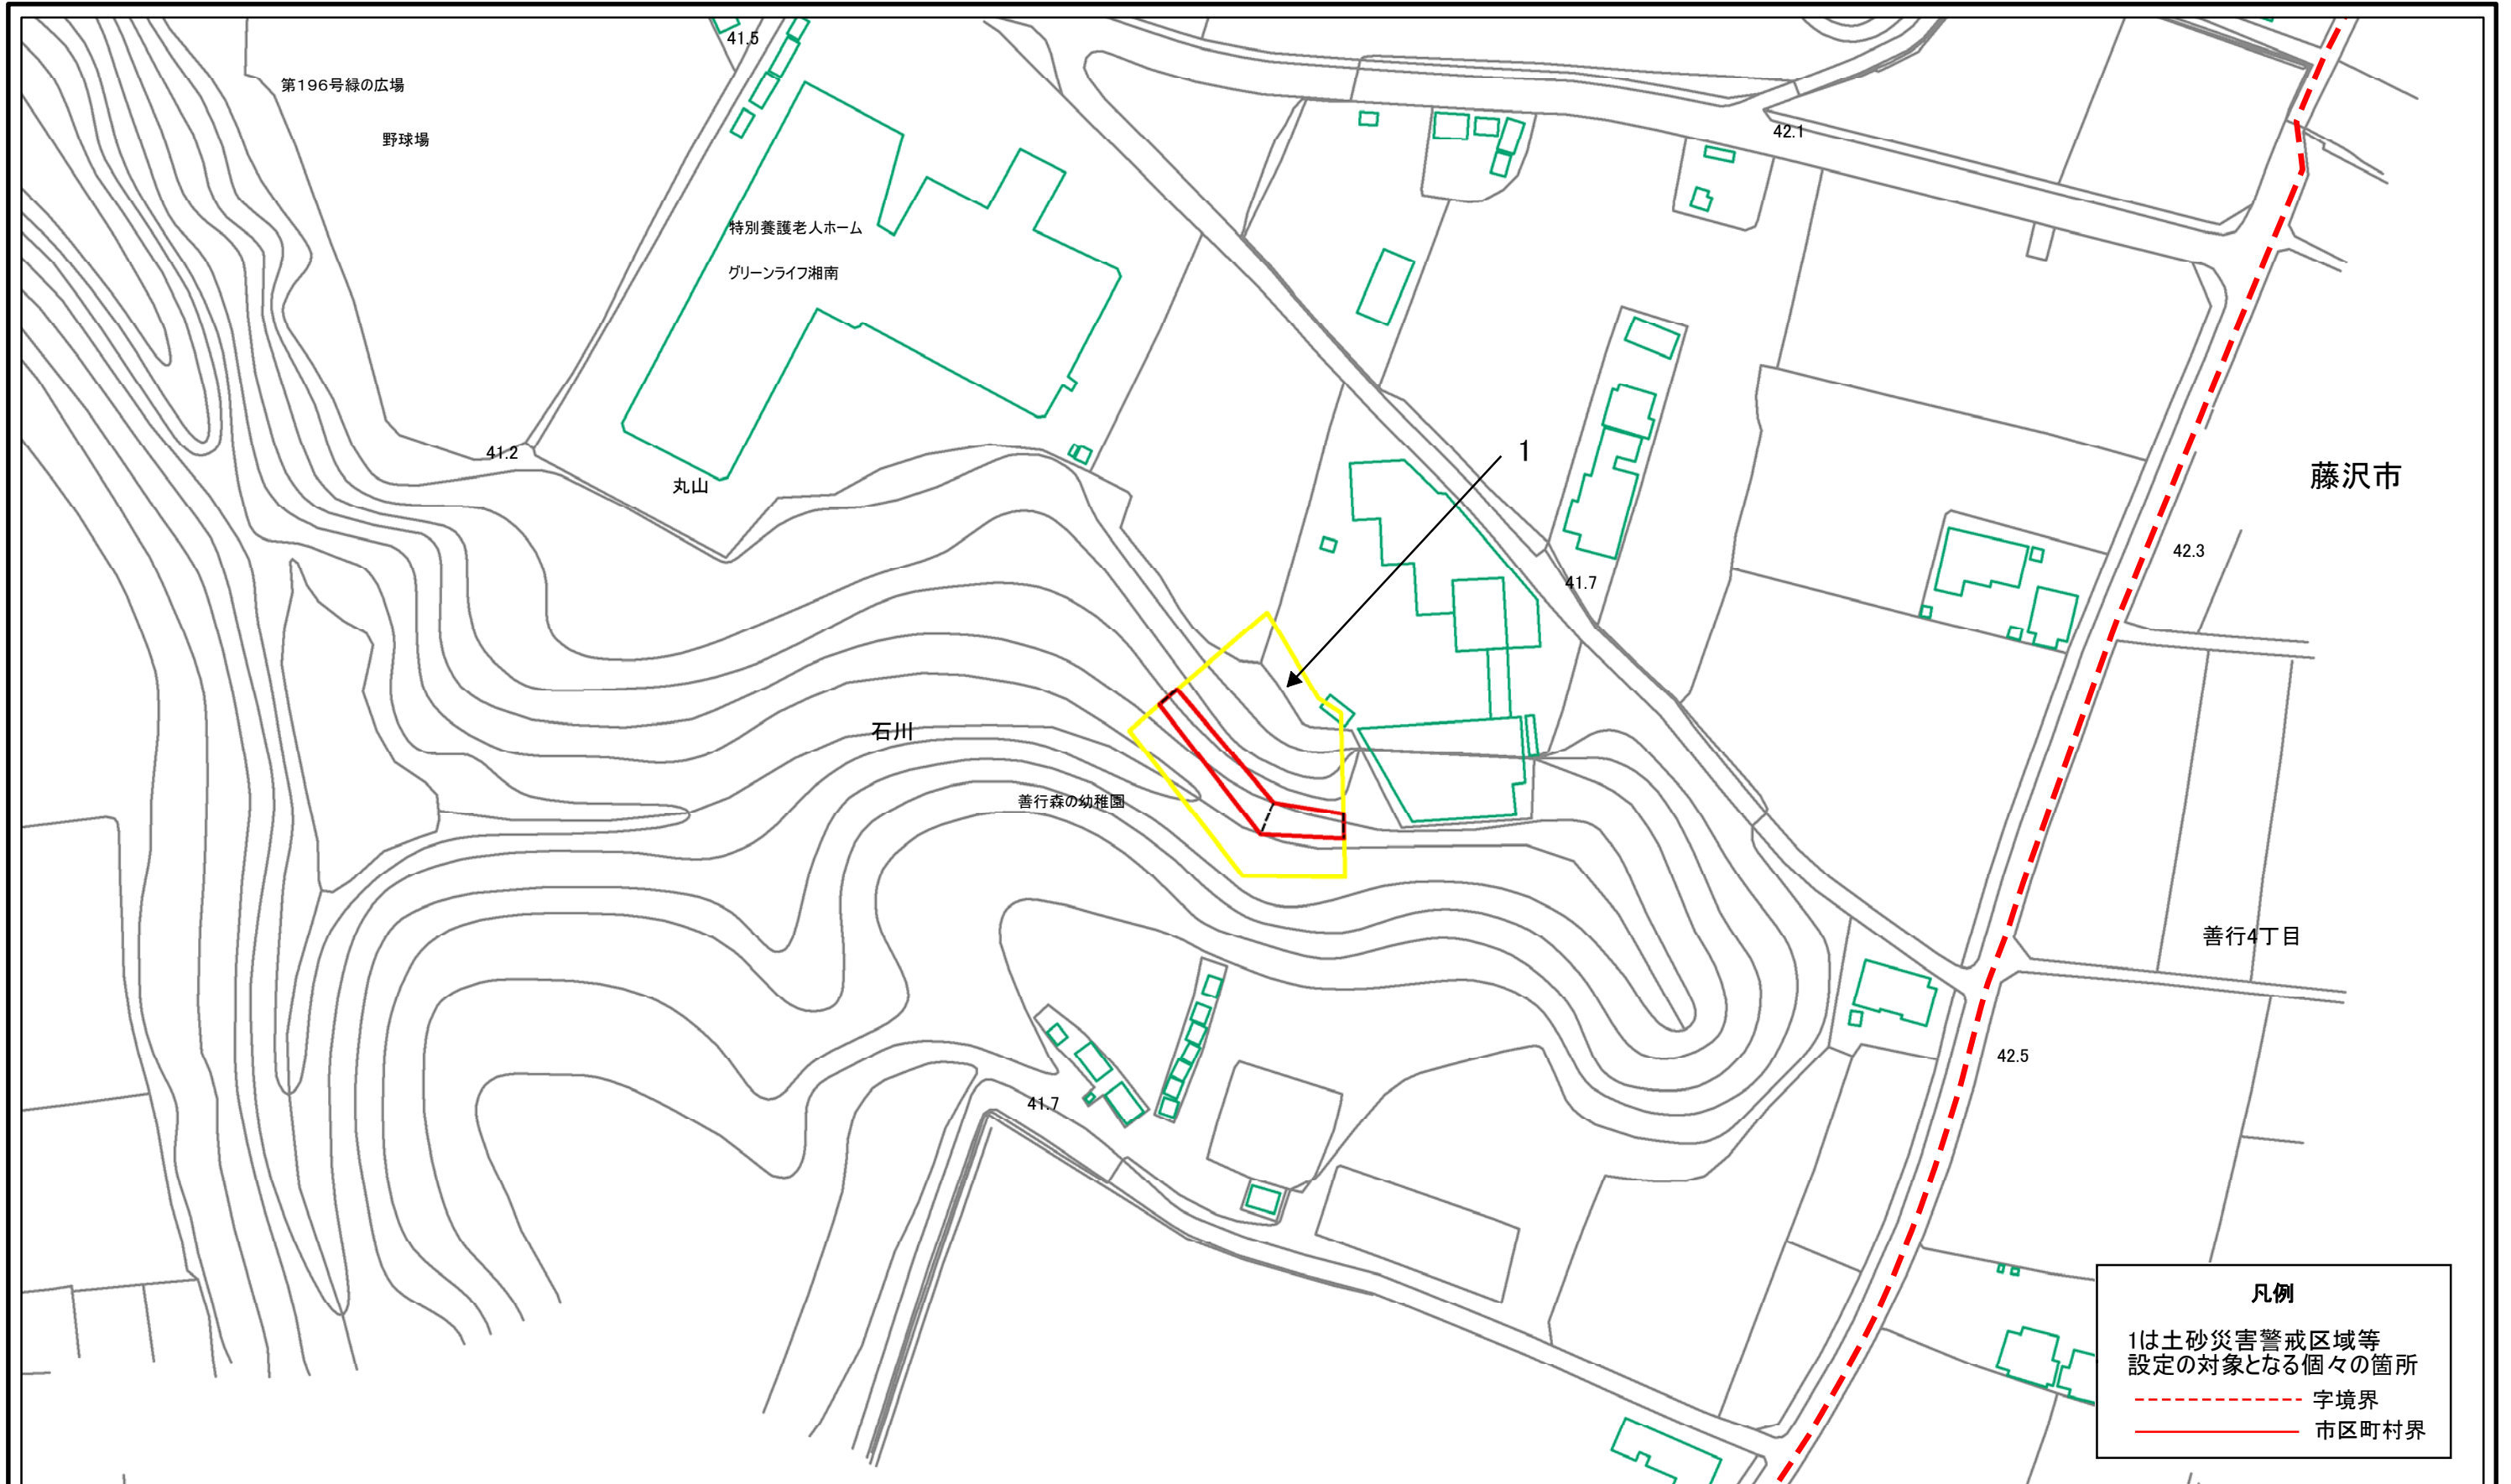 41.5
第196号緑の広場
野球場
42.1
特別養護老人ホーム
グリーンライフ湘南
41.2
丸山
1
藤沢市
42.3
41.7
石川
善行森の幼稚園
善行4丁目
42.5
41.7
凡例
1は土砂災害警戒区域等
設定の対象となる個々の箇所
字境界
市区町村界